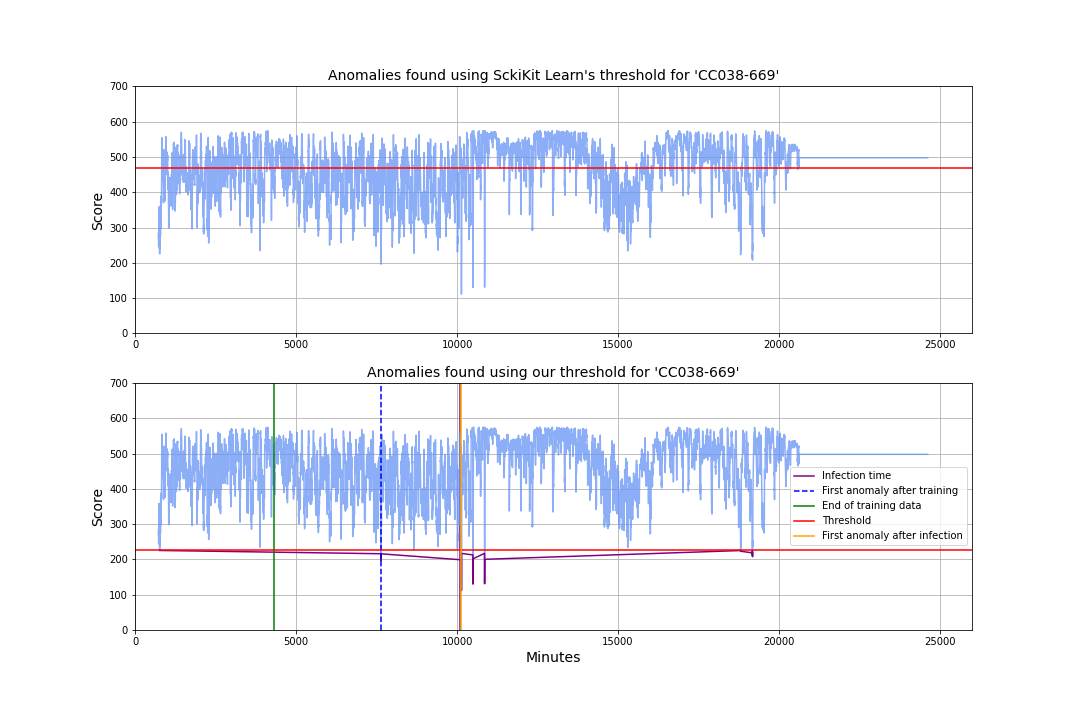 Anomalies found using SckiKit Learn's threshold for 'CC038-669'
700
600
500
400
300
200
100
0
Score
0 5000 10000 15000 20000 25000
Anomalies found using our threshold for 'CC038-669'
700
600
500
400
300
200
100
0
Score
Infection time
First anomaly after training
End of training data
Threshold
First anomaly after infection
0 5000 10000 15000 20000 25000
Minutes